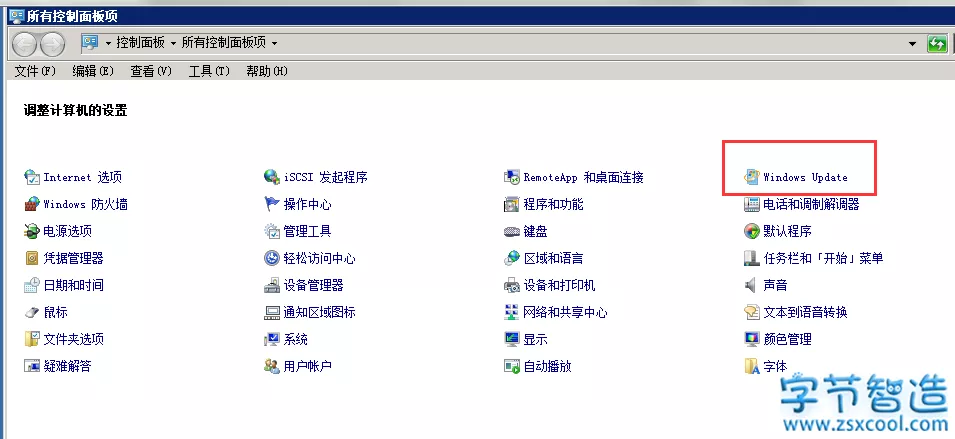 所有控制面板项
控制面板 所有控制面板项
文件(F) 编辑(E) 查看(V) 工具(T) 帮助(H)
调整计算机的设置
Internet 选项 iSCSI 发起程序 RemoteApp 和桌面连接 Windows Update
Windows 防火墙 操作中心 程序和功能 电话和调制解调器
电源选项 管理工具 键盘 默认程序
凭据管理器 轻松访问中心 区域和语言 任务栏和「开始」菜单
日期和时间 设备管理器 设备和打印机 声音
鼠标 通知区域图标 网络和共享中心 文本到语音转换
文件夹选项 系统 显示 颜色管理
疑难解答 用户帐户 自动播放 字体
字节智造
www.zsxcool.com